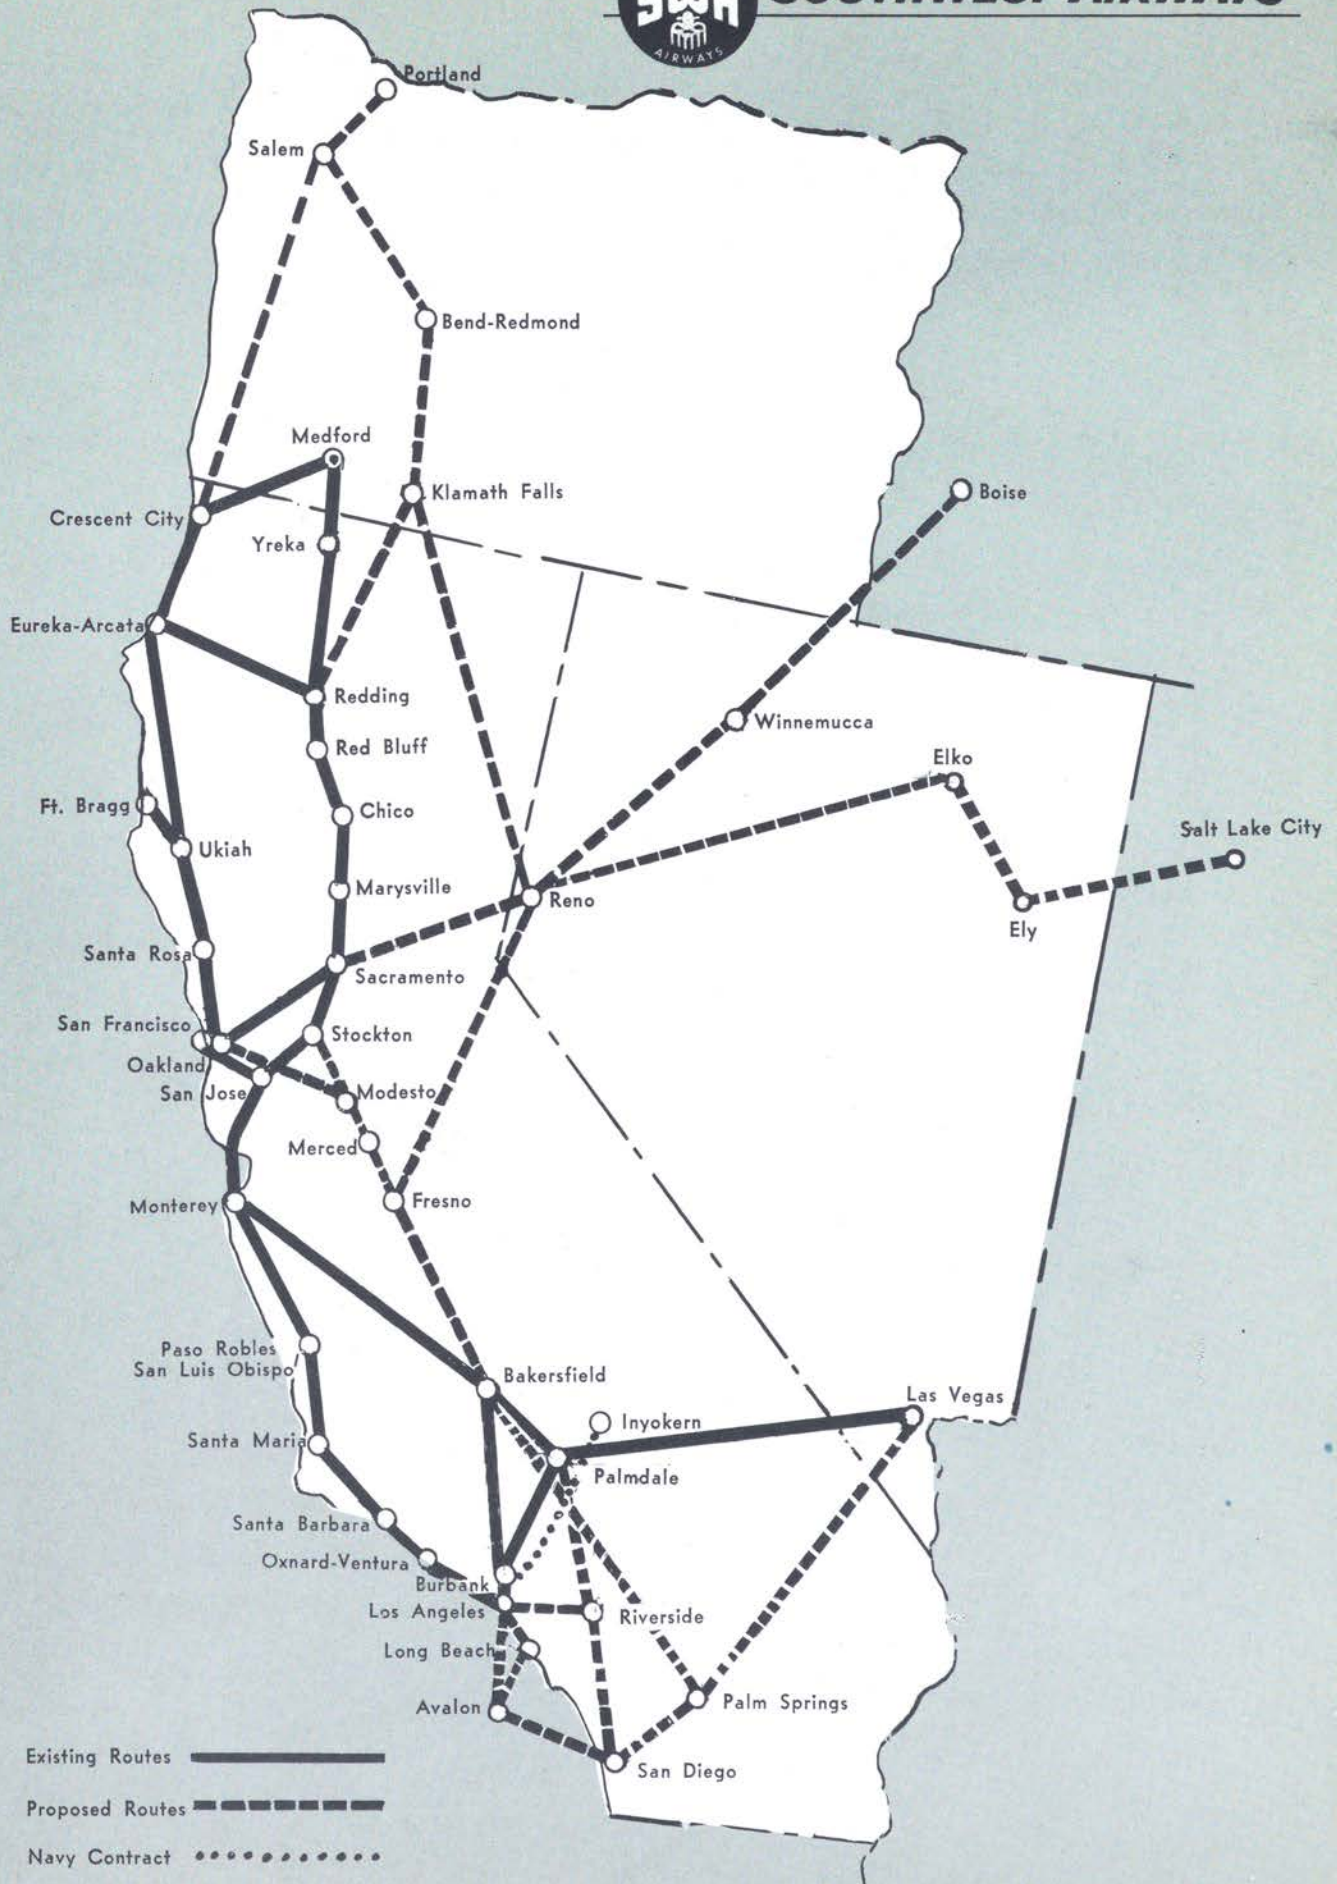 SWA
AIRWAYS
SOUTHWEST AIRWAYS
Portland
Salem
Bend-Redmond
Medford
Klamath Falls
Boise
Crescent City
Yreka
Eureka-Arcata
Redding
Winnemucca
Red Bluff
Elko
Ft. Bragg
Chico
Salt Lake City
Ukiah
Marysville
Reno
Ely
Santa Rosa
Sacramento
San Francisco
Stockton
Oakland
San Jose
Modesto
Merced
Monterey
Fresno
Paso Robles
San Luis Obispo
Bakersfield
Las Vegas
Inyokern
Santa Maria
Palmdale
Santa Barbara
Oxnard-Ventura
Burbank
Los Angeles
Riverside
Long Beach
Avalon
Palm Springs
San Diego
Existing Routes
Proposed Routes
Navy Contract